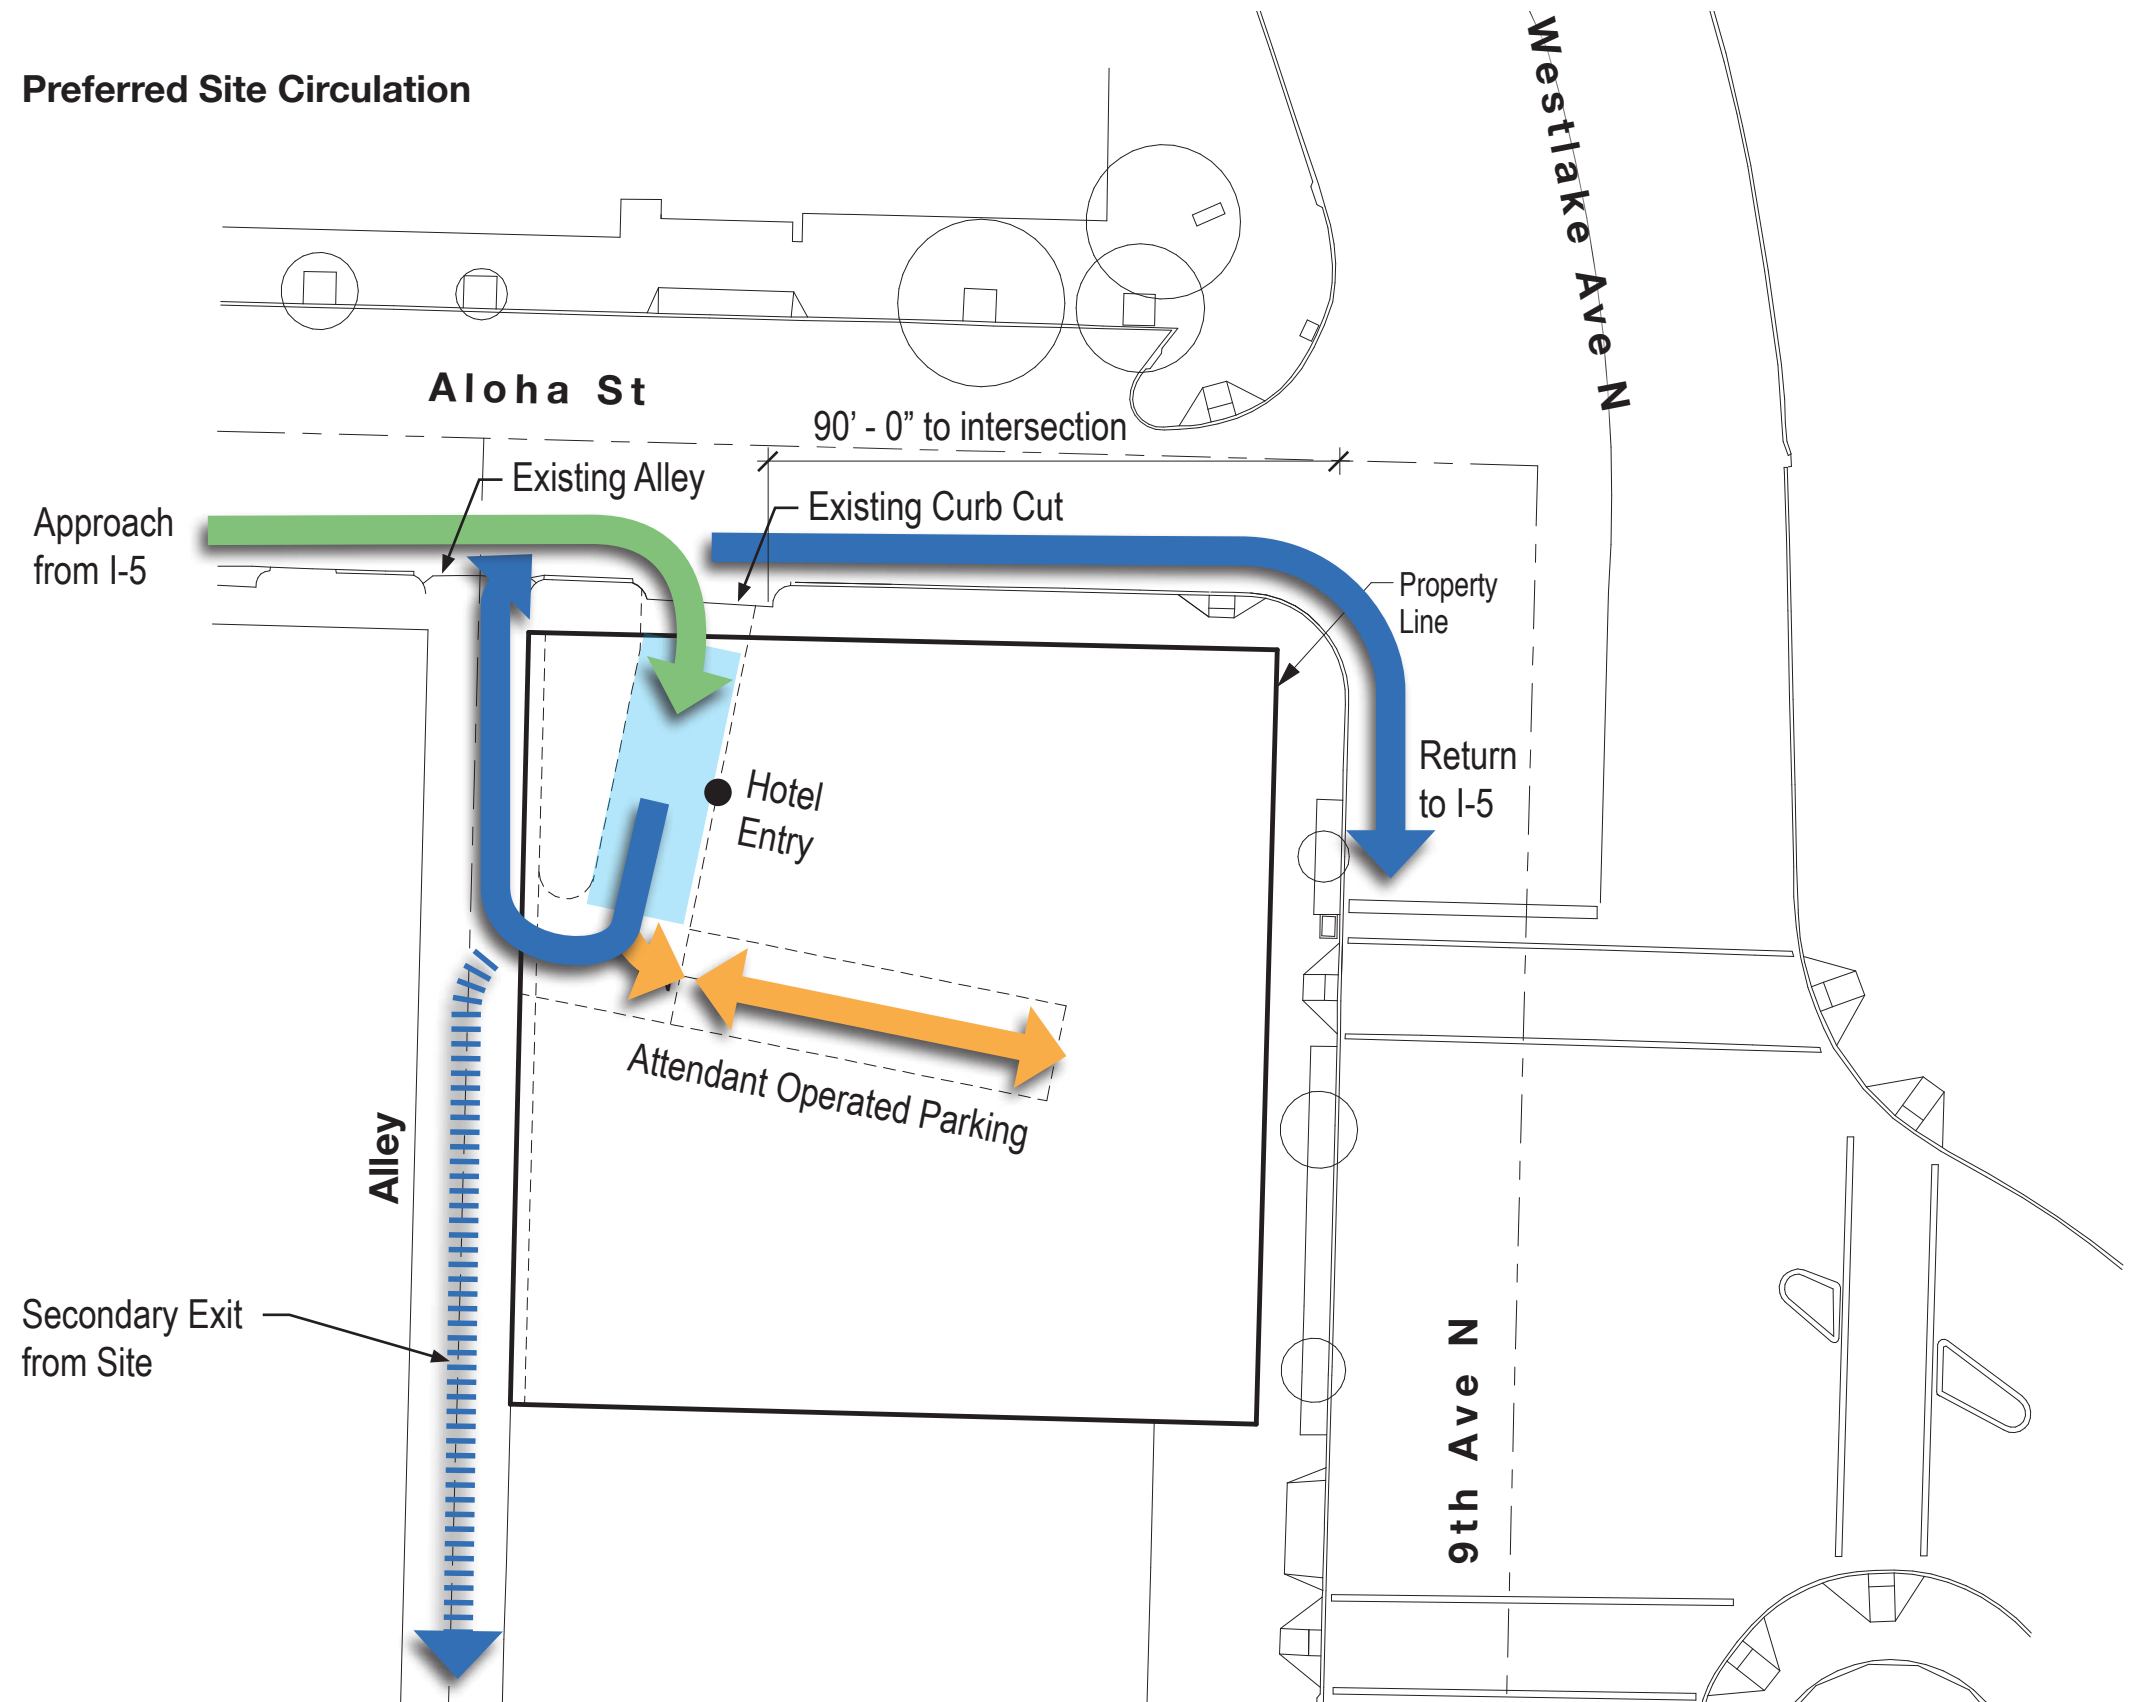 Preferred Site Circulation
Westlake Ave N
Aloha St
90’ - 0” to intersection
Existing Alley
Existing Curb Cut
Approach
from I-5
Property
Line
Return
to I-5
Hotel
Entry
Attendant Operated Parking
Alley
Secondary Exit
from Site
9th Ave N